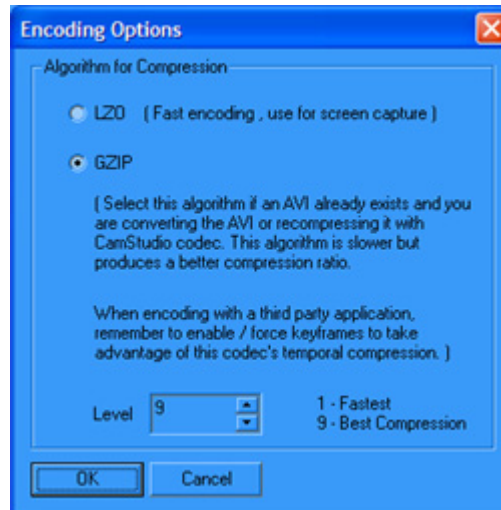 Encoding Options
Algorithm for Compression
LZO ( Fast encoding , use for screen capture )
GZIP
( Select this algorithm if an AVI already exists and you
are converting the AVI or recompressing it with
CamStudio codec. This algorithm is slower but
produces a better compression ratio.
When encoding with a third party application,
remember to enable / force keyframes to take
advantage of this codec's temporal compression. )
Level 9 1 - Fastest
9 - Best Compression
OK Cancel